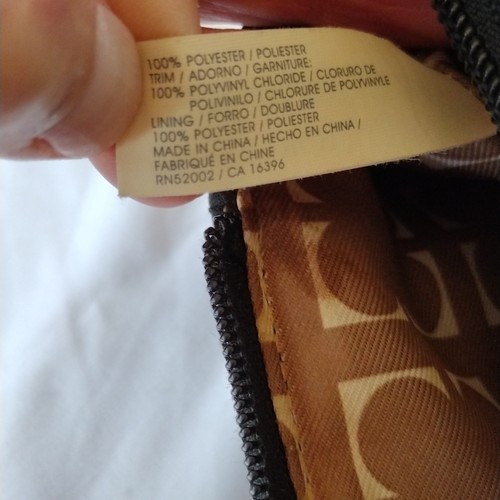 100% POLYESTER / POLIESTER
TRIM / ADORNO / GARNITURE:
100% POLYVINYL CHLORIDE / CLORURO DE
POLIVINILO / CHLORURE DE POLYVINYLE
LINING / FORRO / DOUBLURE
100% POLYESTER / POLIESTER
MADE IN CHINA / HECHO EN CHINA /
FABRIQUÉ EN CHINE
RN52002 / CA 16396